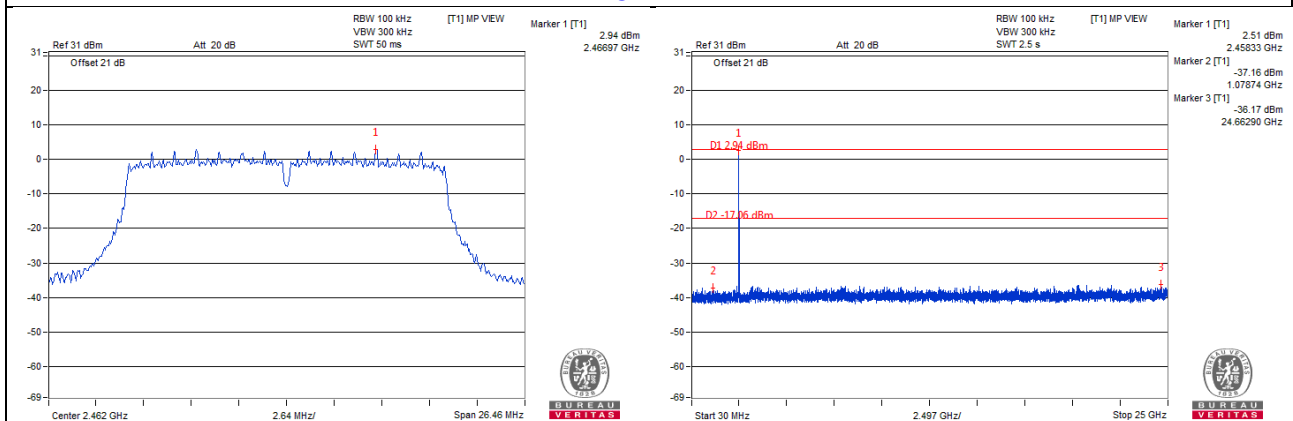 RBW 100 kHz
VBW 300 kHz
SWT 50 ms
[T1] MP VIEW
Ref 31 dBm
Att 20 dB
Offset 21 dB
Marker 1 [T1]
2.94 dBm
2.46697 GHz
31
20
10
0
-10
-20
-30
-40
-50
-60
-69
1
Center 2.462 GHz
2.64 MHz/
Span 26.46 MHz
BUREAU VERITAS
1828
BUREAU
VERITAS
RBW 100 kHz
VBW 300 kHz
SWT 2.5 s
[T1] MP VIEW
Ref 31 dBm
Att 20 dB
Offset 21 dB
Marker 1 [T1]
2.51 dBm
2.45833 GHz
Marker 2 [T1]
-37.16 dBm
1.07874 GHz
Marker 3 [T1]
-36.17 dBm
24.66290 GHz
31
20
10
0
-10
-20
-30
-40
-50
-60
-69
1
D1 2.94 dBm
D2 -17.06 dBm
2
3
Start 30 MHz
2.497 GHz/
Stop 25 GHz
BUREAU VERITAS
1828
BUREAU
VERITAS